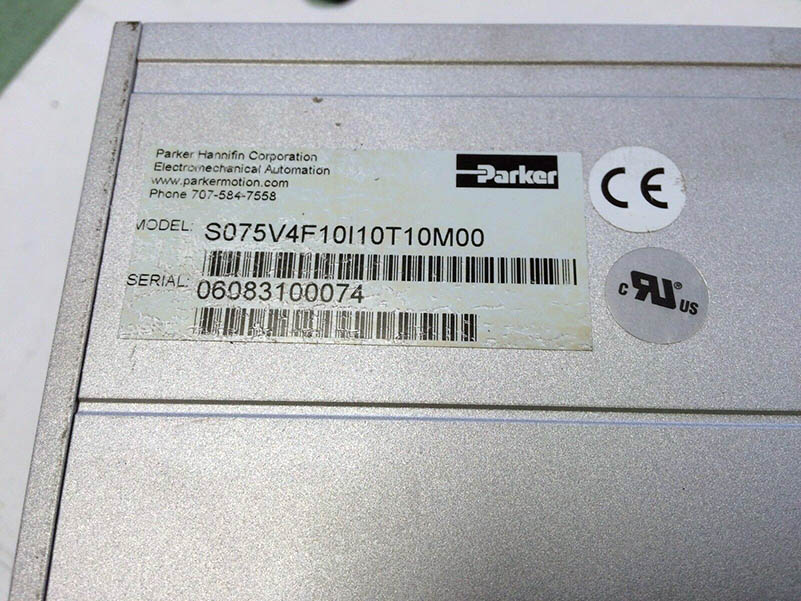 Parker Hannifin Corporation
Electromechanical Automation
www.parkermotion.com
Phone 707-584-7558
Parker
MODEL: S075V4F10I10T10M00
SERIAL: 06083100074
CE
c RU® US